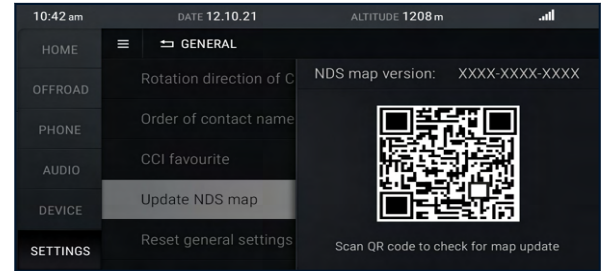 10:42 am
DATE 12.10.21
ALTITUDE 1208 m
HOME
OFFROAD
PHONE
AUDIO
DEVICE
SETTINGS
GENERAL
Rotation direction of C
Order of contact name
CCI favourite
Update NDS map
Reset general settings
NDS map version: XXXX-XXXX-XXXX
Scan QR code to check for map update